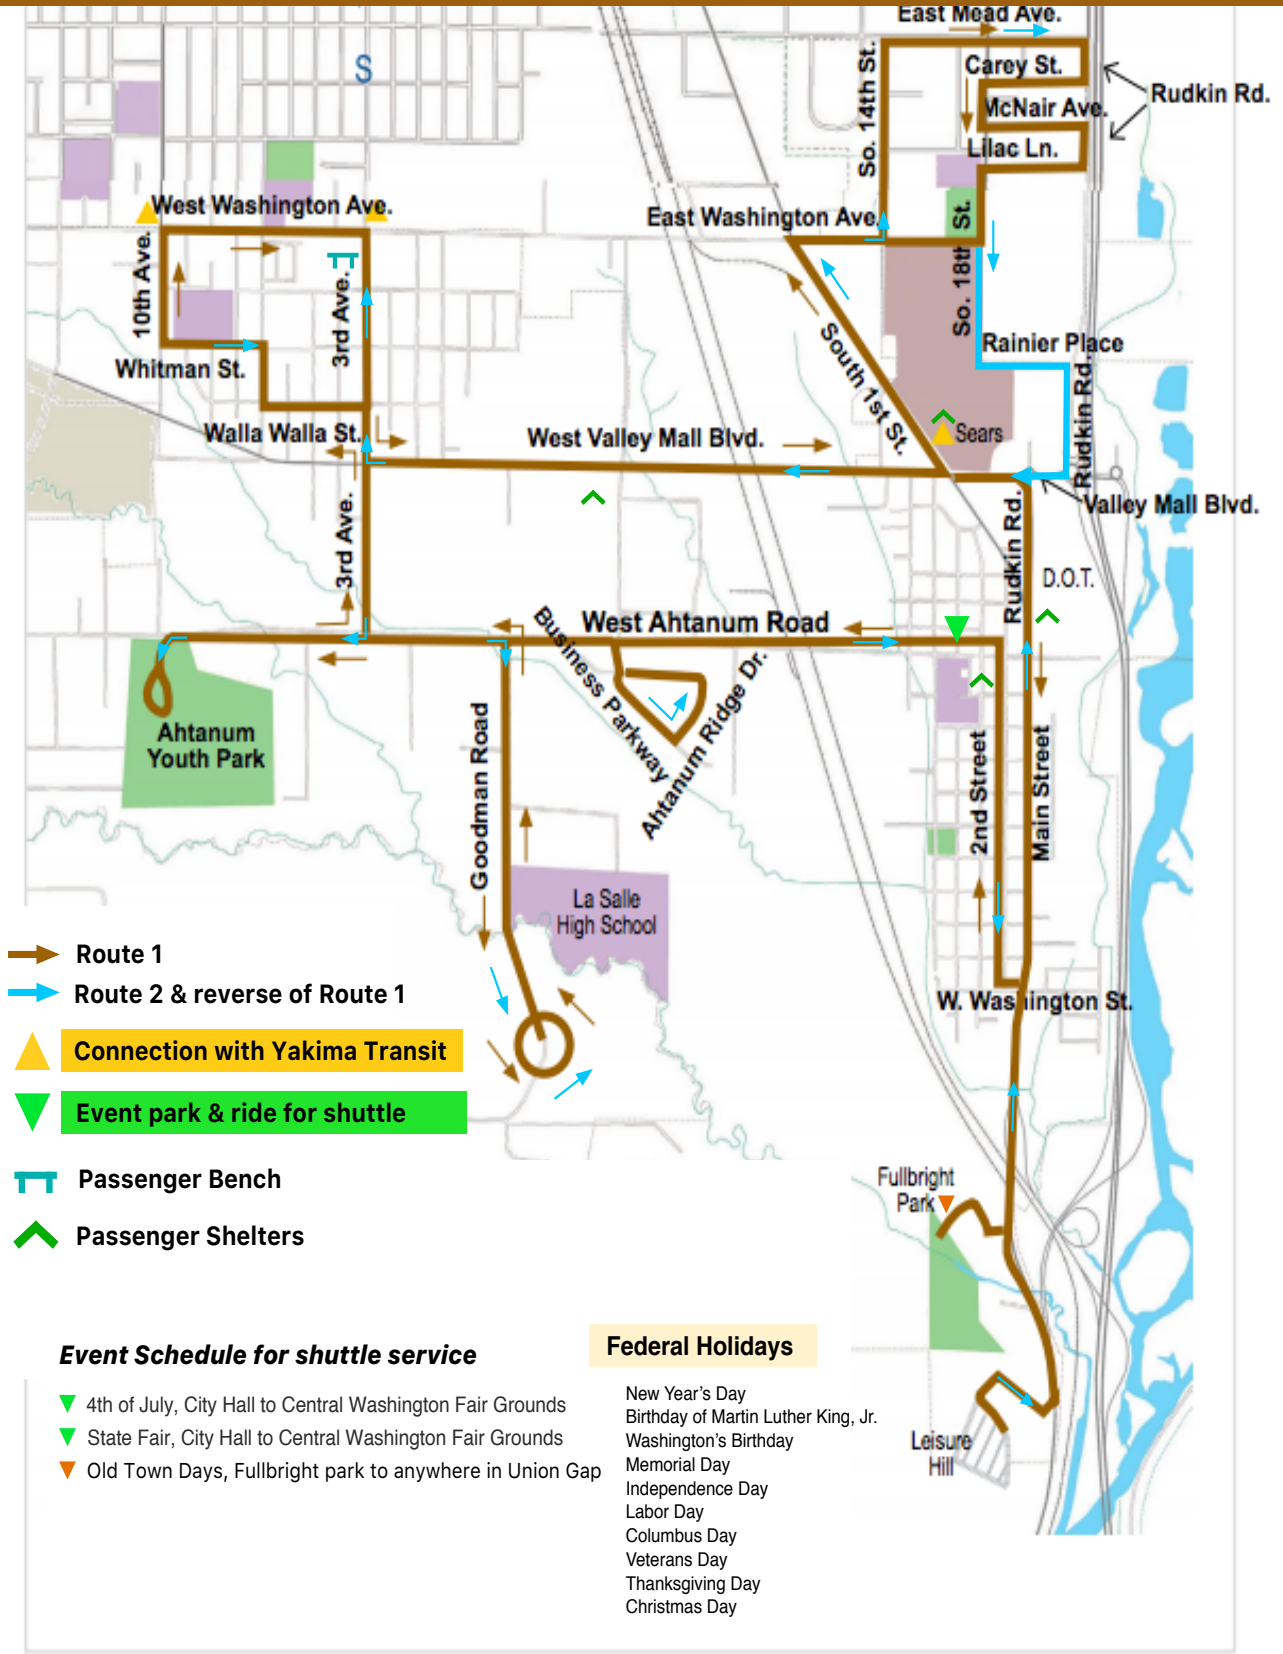 East Mead Ave.
S
So. 14th St.
Carey St.
Rudkin Rd.
McNair Ave.
Lilac Ln.
West Washington Ave.
East Washington Ave.
So. 18th St.
10th Ave.
3rd Ave.
Whitman St.
Rainier Place
South 1st St.
Rudkin Rd.
Walla Walla St.
West Valley Mall Blvd.
Sears
Valley Mall Blvd.
3rd Ave.
Rudkin Rd.
D.O.T.
West Ahtanum Road
Business Parkway
Ahtanum Ridge Dr.
Ahtanum
Youth Park
Goodman Road
2nd Street
Main Street
La Salle
High School
W. Washington St.
Route 1
Route 2 & reverse of Route 1
Connection with Yakima Transit
Event park & ride for shuttle
Passenger Bench
Passenger Shelters
Fullbright
Park
Leisure
Hill
Event Schedule for shuttle service
4th of July, City Hall to Central Washington Fair Grounds
State Fair, City Hall to Central Washington Fair Grounds
Old Town Days, Fullbright park to anywhere in Union Gap
Federal Holidays
New Year's Day
Birthday of Martin Luther King, Jr.
Washington's Birthday
Memorial Day
Independence Day
Labor Day
Columbus Day
Veterans Day
Thanksgiving Day
Christmas Day